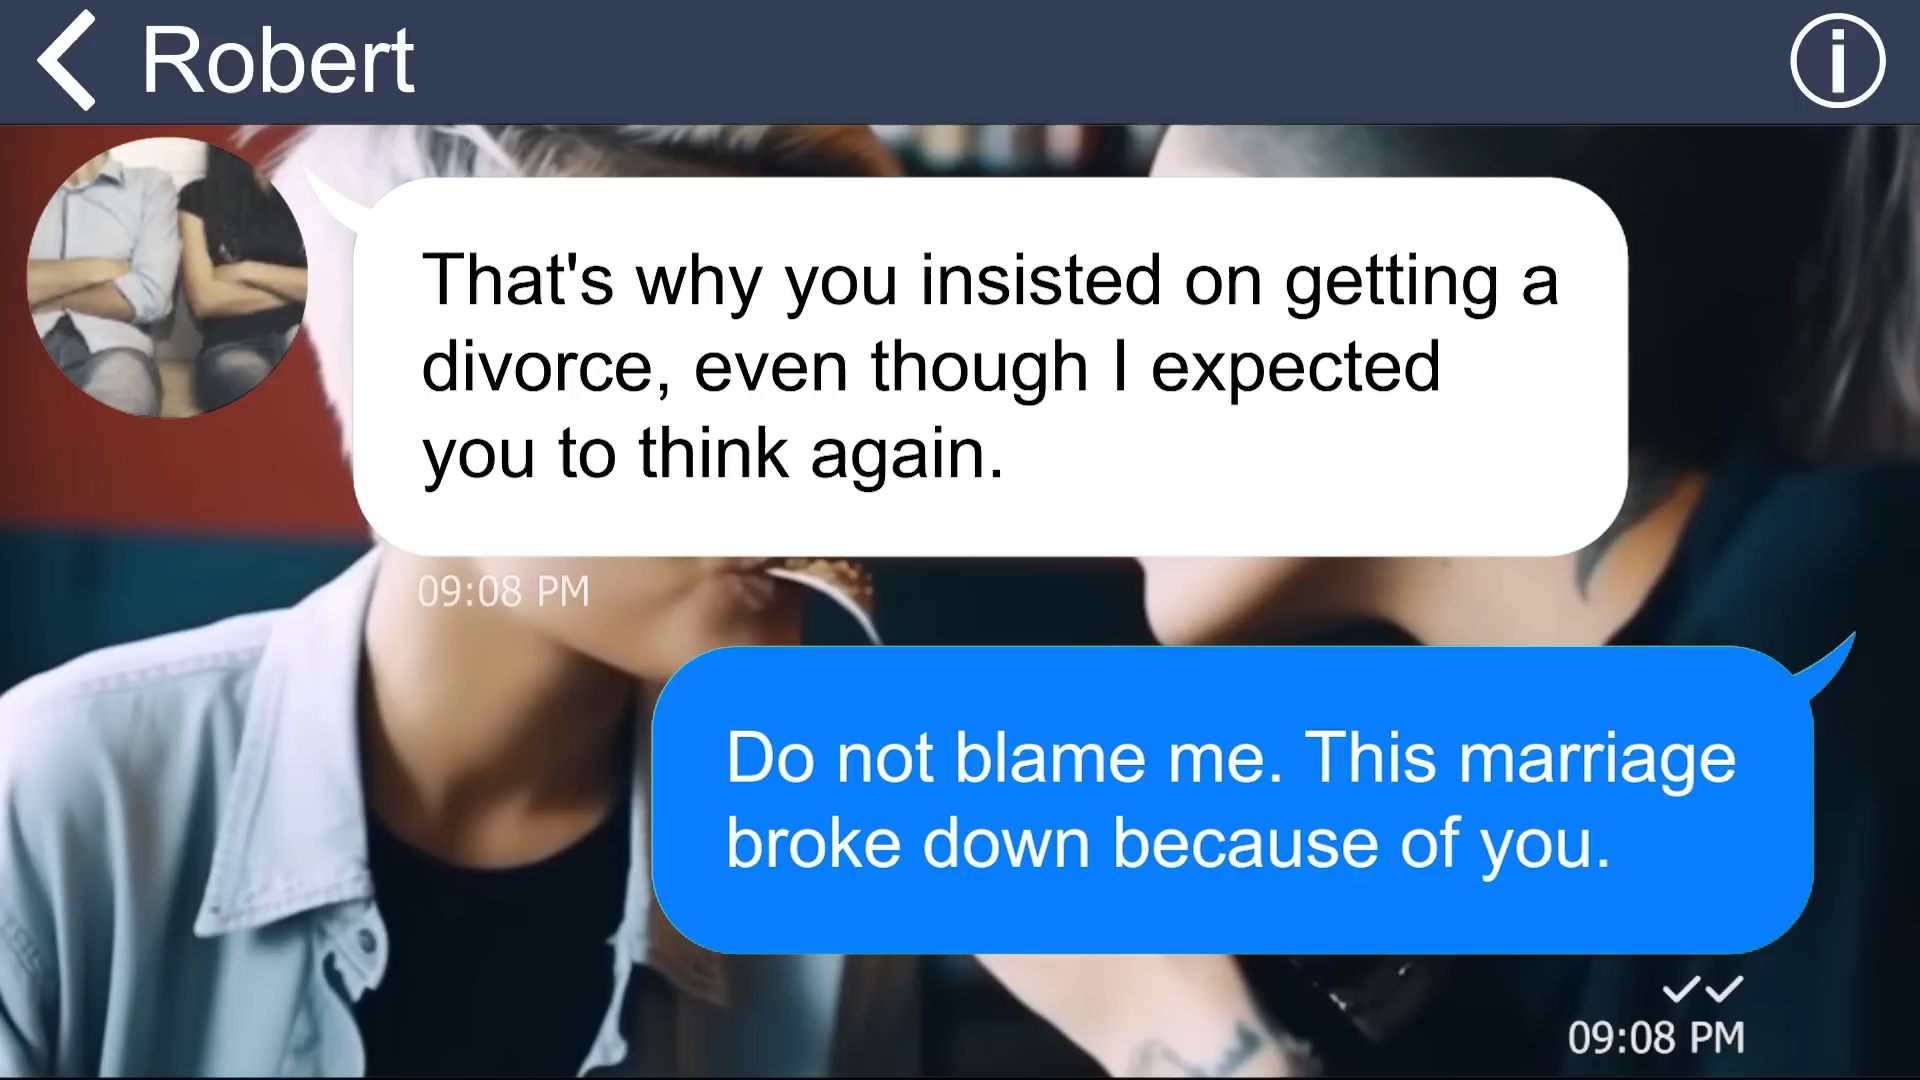 Robert
That's why you insisted on getting a
divorce, even though I expected
you to think again.
09:08 PM
Do not blame me. This marriage
broke down because of you.
09:08 PM